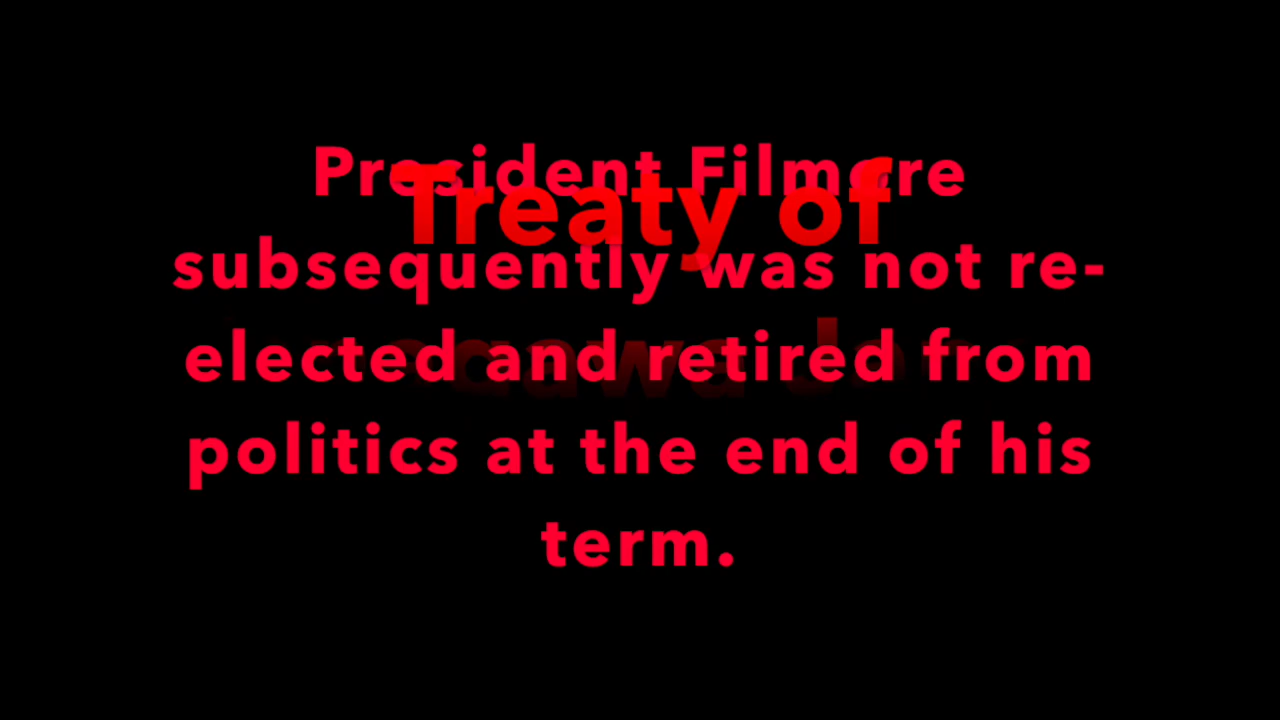 President Filmore
Treaty of
subsequently was not re-
elected and retired from
politics at the end of his
term.